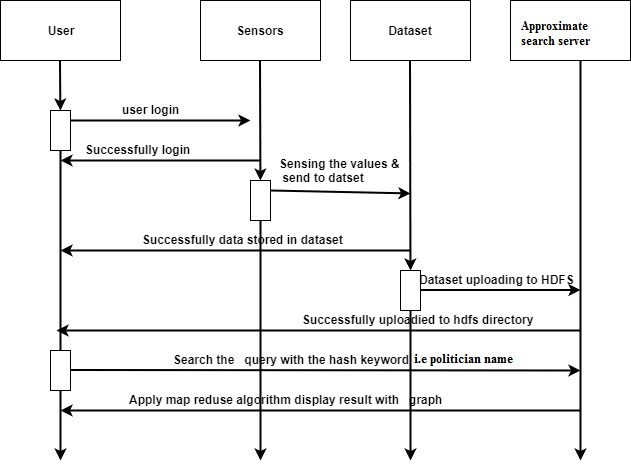 User
Sensors
Dataset
Approximate
search server
user login
Successfully login
Sensing the values &
send to datset
Successfully data stored in dataset
Dataset uploading to HDFS
Successfully uploadied to hdfs directory
Search the query with the hash keyword i.e politician name
Apply map reduse algorithm display result with graph